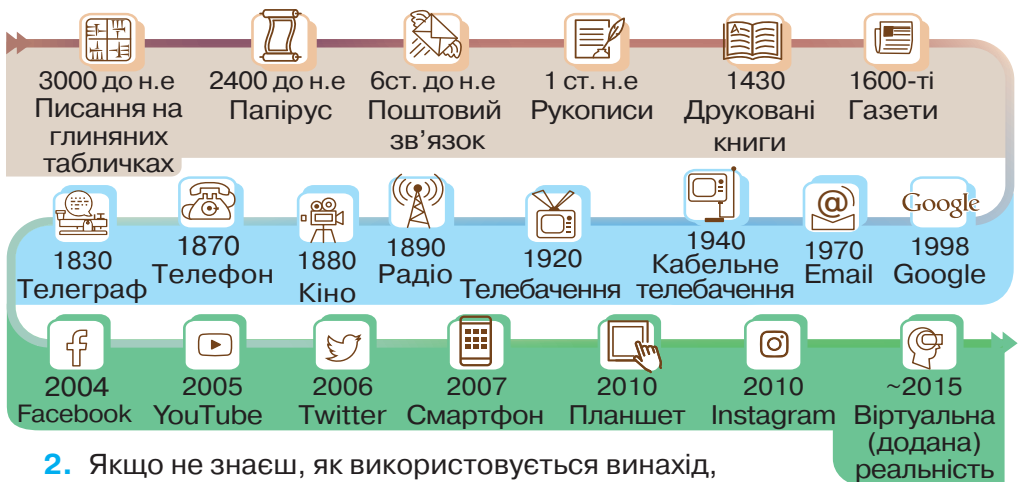 3000 до н.е
Писання на
глиняних
табличках
2400 до н.е
Папірус
6ст. до н.е
Поштовий
зв’язок
1 ст. н.е
Рукописи
1430
Друковані
книги
1600-ті
Газети
1830
Телеграф
1870
Телефон
1880
Кіно
1890
Радіо
1920
Телебачення
1940
Кабельне
телебачення
@
1970
Email
Google
1998
Google
2004
Facebook
2005
YouTube
2006
Twitter
2007
Смартфон
2010
Планшет
2010
Instagram
~2015
Віртуальна
(додана)
реальність
2. Якщо не знаєш, як використовується винахід,